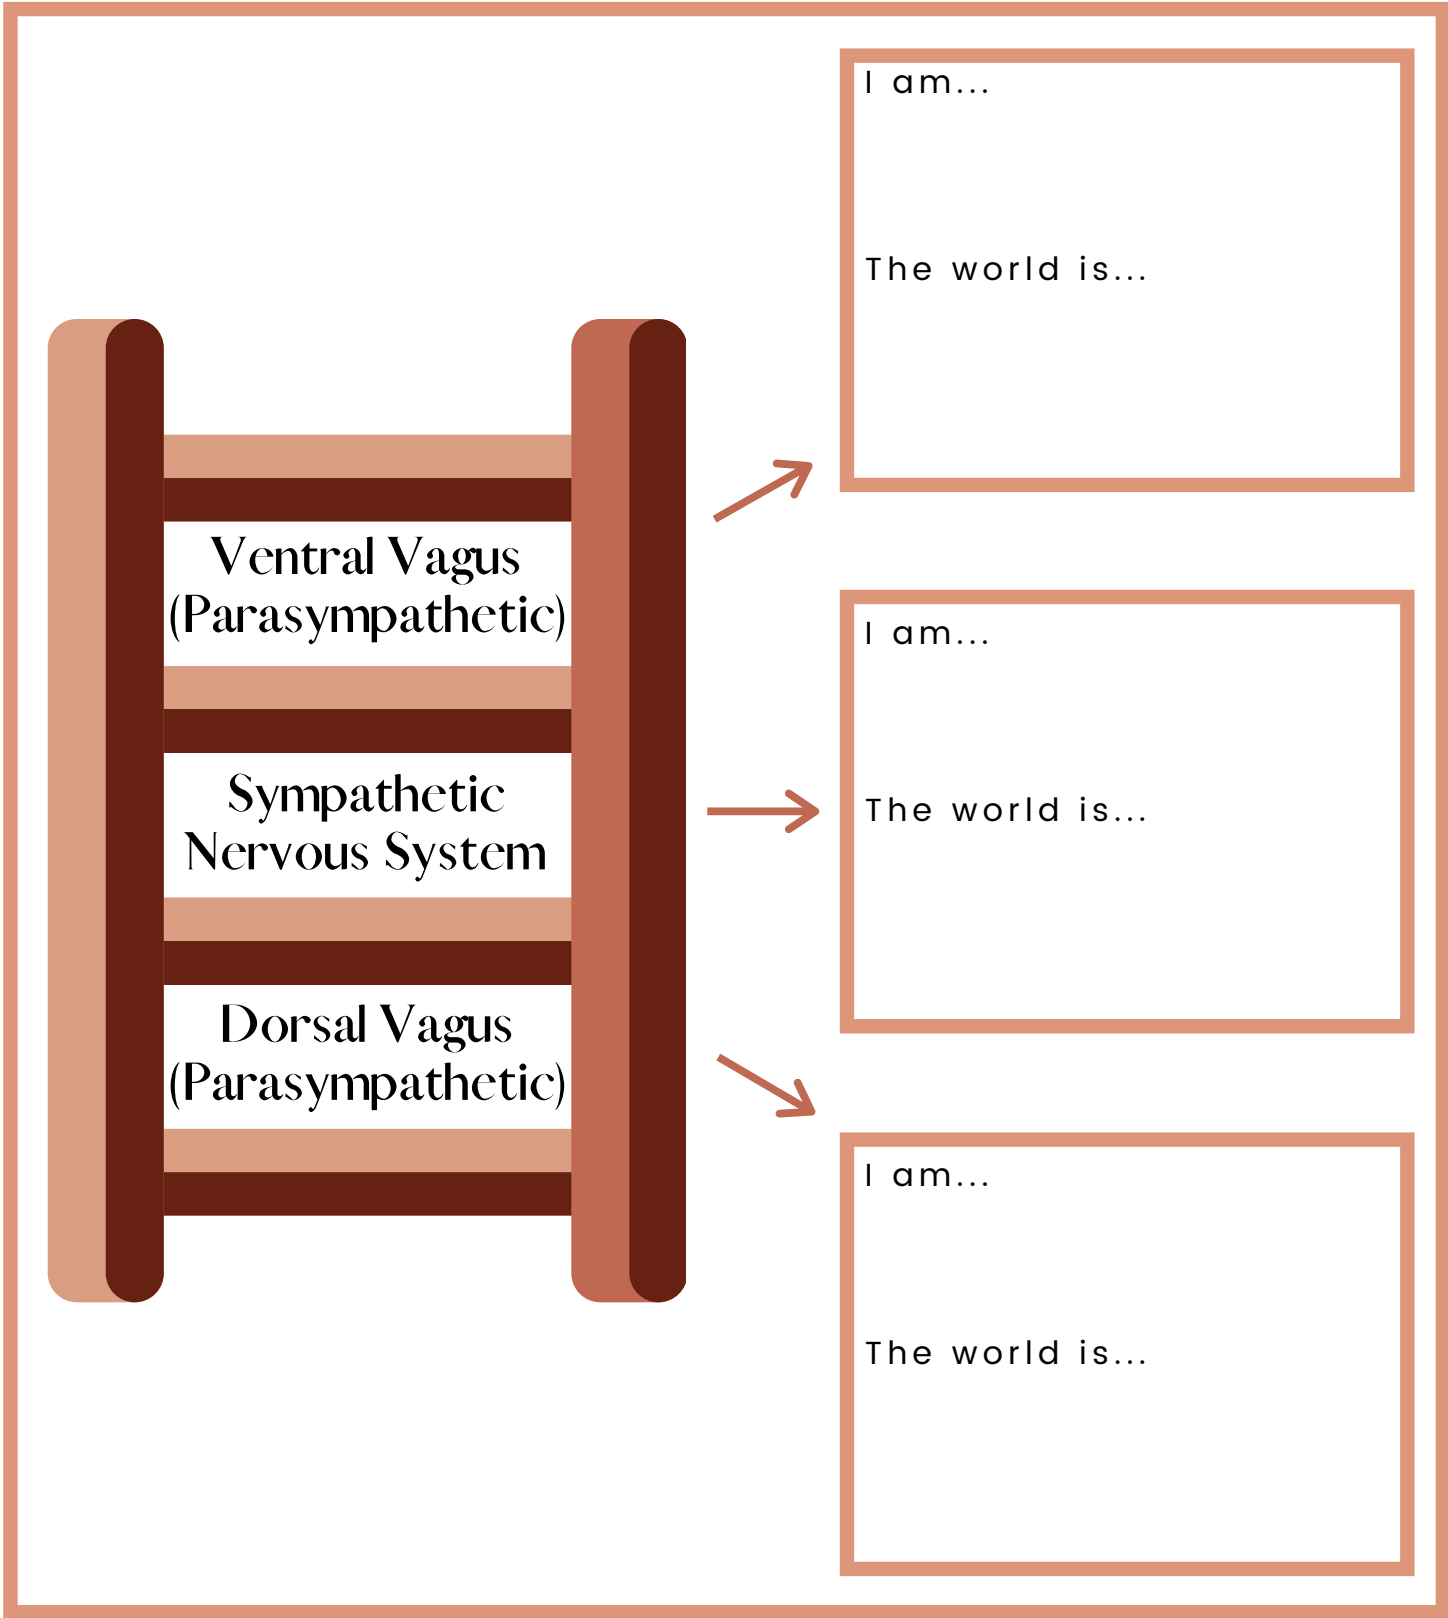 I am...
The world is...
Ventral Vagus
(Parasympathetic)
I am...
Sympathetic
Nervous System
The world is...
Dorsal Vagus
(Parasympathetic)
I am...
The world is...